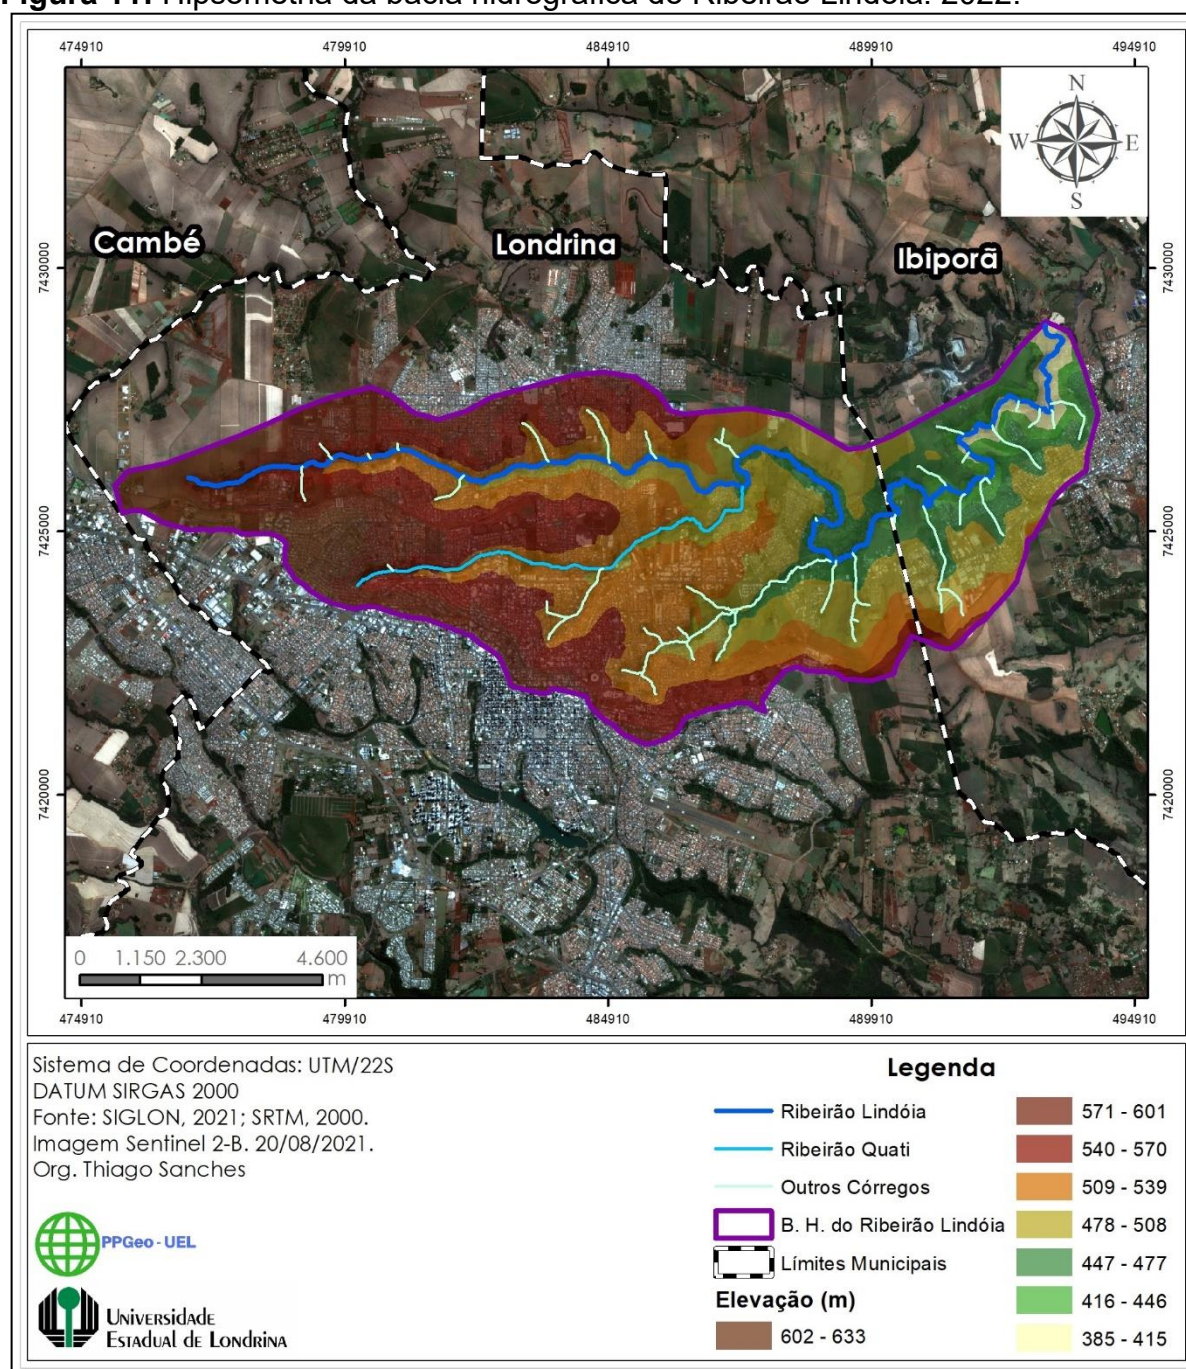 Figura 11. Hipsometria da bacia hidrográfica do Ribeirão Lindóia. 2022.
474910 479910 484910 489910 494910
N
W E
S
Cambé Londrina Ibiporã
7430000 7430000
7425000 7425000
7420000 7420000
0 1.150 2.300 4.600
m
474910 479910 484910 489910 494910
Sistema de Coordenadas: UTM/22S
DATUM SIRGAS 2000
Fonte: SIGLON, 2021; SRTM, 2000.
Imagem Sentinel 2-B. 20/08/2021.
Org. Thiago Sanches
PPGeo - UEL
Universidade
Estadual de Londrina
Legenda
Ribeirão Lindóia
Ribeirão Quati
Outros Córregos
B. H. do Ribeirão Lindóia
Límites Municipais
Elevação (m)
602 - 633
571 - 601
540 - 570
509 - 539
478 - 508
447 - 477
416 - 446
385 - 415